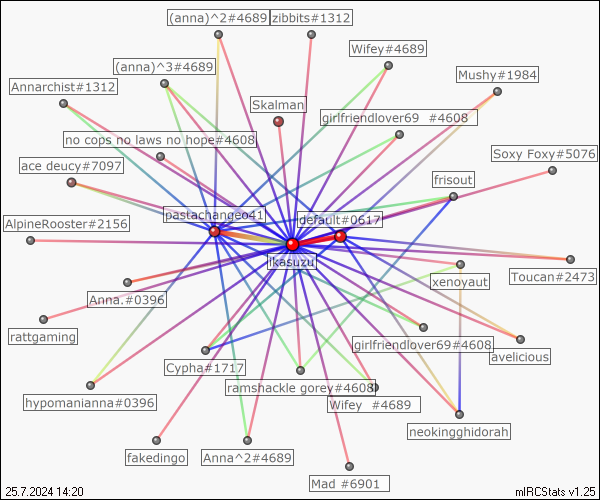 (anna)^2#4689
zibbits#1312
Wifey#4689
(anna)^3#4689
Mushy#1984
Annarchist#1312
Skalman
girlfriendlover69 #4608
no cops no laws no hope#4608
Soxy Foxy#5076
ace deucy#7097
frisout
pastachangeo41
default#0617
AlpineRooster#2156
ikasuzu
Toucan#2473
xenoyaut
Anna.#0396
rattgaming
girlfriendlover69#4608
avelicious
Cypha#1717
ramshackle gorey#4608
hypomanianna#0396
Wifey #4689
neokingghidorah
fakedingo
Anna^2#4689
Mad #6901
25.7.2024 14:20
mIRCStats v1.25